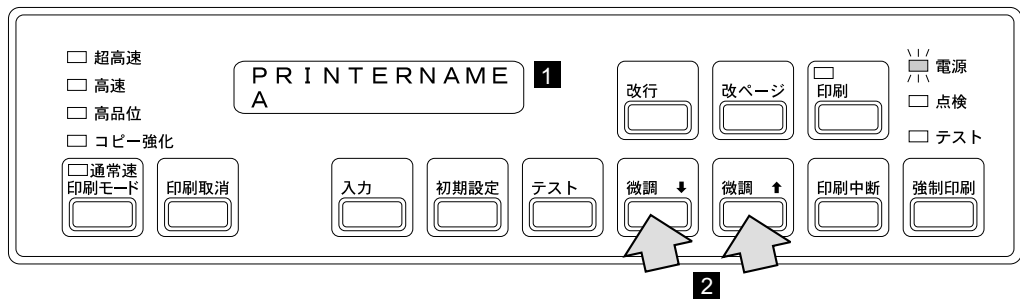 超高速
高速
高品位
コピー強化
通常速
印刷モード
印刷取消
PRINTERNAME
A
1
入力
初期設定
テスト
改行
改ページ
印刷
電源
点検
テスト
微調 ⬇
微調 ⬆
印刷中断
強制印刷
2